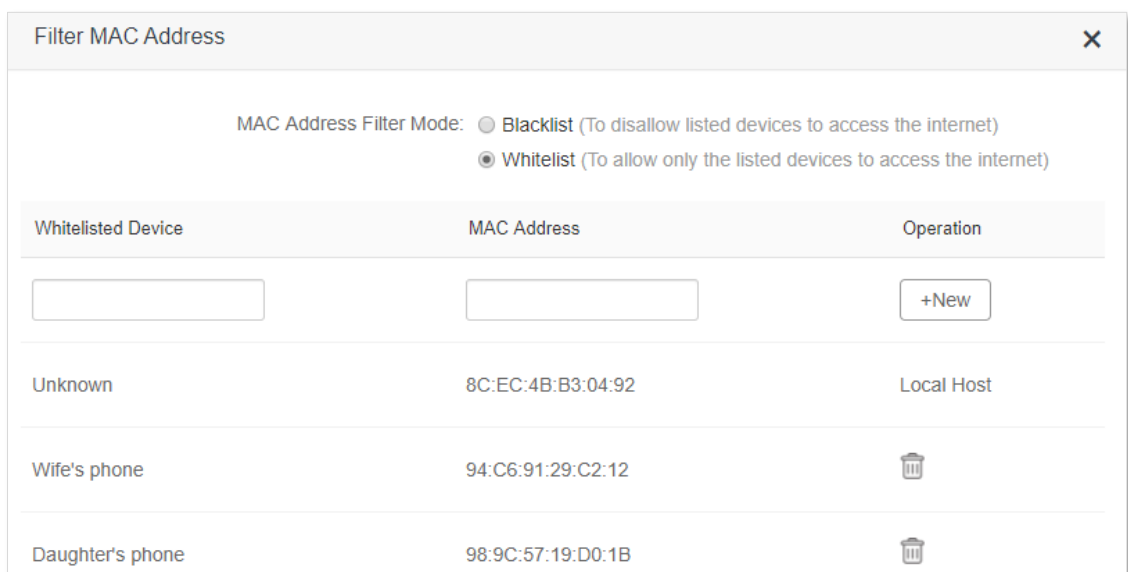 Filter MAC Address
MAC Address Filter Mode: Blacklist (To disallow listed devices to access the internet)
Whitelist (To allow only the listed devices to access the internet)
Whitelisted Device MAC Address Operation
+New
Unknown 8C:EC:4B:B3:04:92 Local Host
Wife's phone 94:C6:91:29:C2:12
Daughter's phone 98:9C:57:19:D0:1B